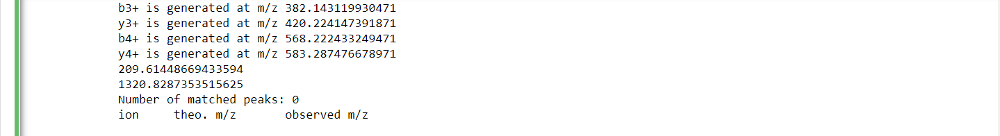 b3+ is generated at m/z 382.143119930471
y3+ is generated at m/z 420.224147391871
b4+ is generated at m/z 568.222433249471
y4+ is generated at m/z 583.287476678971
209.61448669433594
1320.8287353515625
Number of matched peaks: 0
ion     theo. m/z       observed m/z